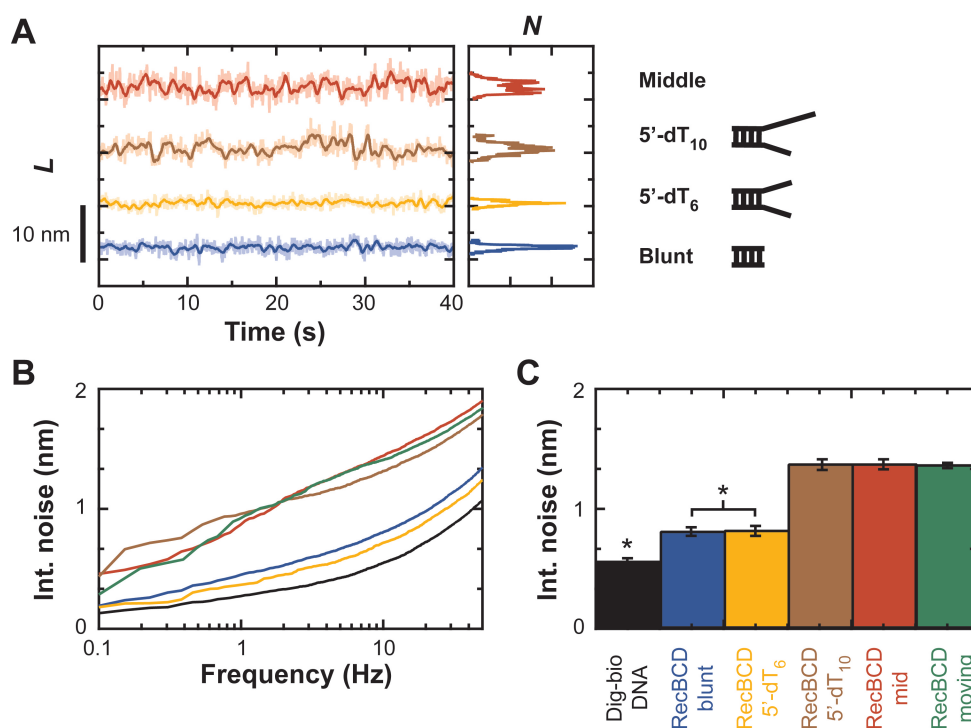 A
N
L
10 nm
0
10
20
30
40
Time (s)
Middle
5'-dT10
5'-dT6
Blunt
B
Int. noise (nm)
2
1
0
0.1
1
10
Frequency (Hz)
C
Int. noise (nm)
2
1
0
*
*
Dig-bio
DNA
RecBCD
blunt
RecBCD
5'-dT6
RecBCD
5'-dT10
RecBCD
mid
RecBCD
moving